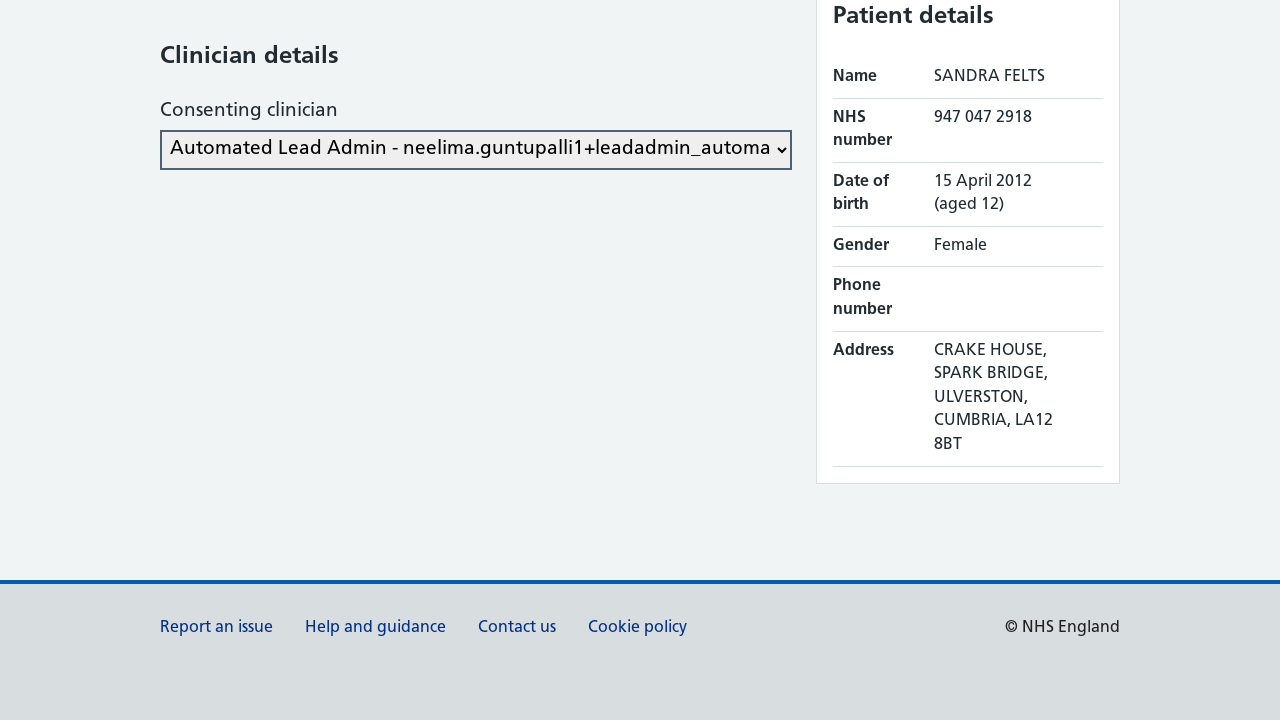 Clinician details
Consenting clinician
Automated Lead Admin - neelima.guntupalli1+leadadmin_automa
Patient details
Name SANDRA FELTS
NHS number 947 047 2918
Date of birth 15 April 2012 (aged 12)
Gender Female
Phone number
Address CRAKE HOUSE,
SPARK BRIDGE,
ULVERSTON,
CUMBRIA, LA12
8BT
Report an issue Help and guidance Contact us Cookie policy © NHS England